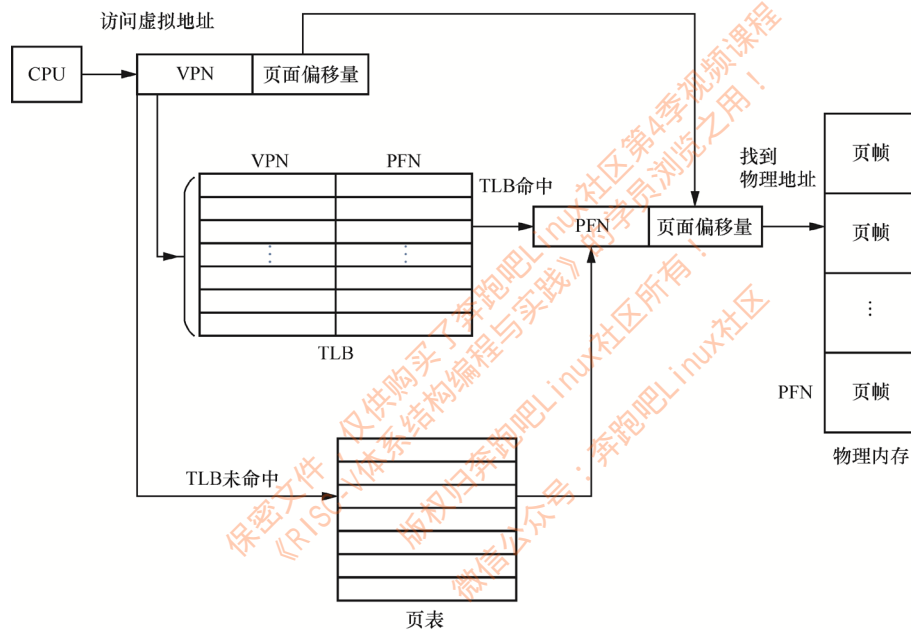 访问虚拟地址
CPU
VPN
页面偏移量
VPN
PFN
TLB命中
TLB
找到
物理地址
PFN
页面偏移量
页帧
页帧
…
PFN
页帧
物理内存
TLB未命中
页表
保密文件，仅供购买了奔跑吧Linux社区第4季视频课程
《RISC-V体系结构编程与实践》的学员浏览之用！
版权归奔跑吧Linux社区所有！
微信公众号：奔跑吧Linux社区